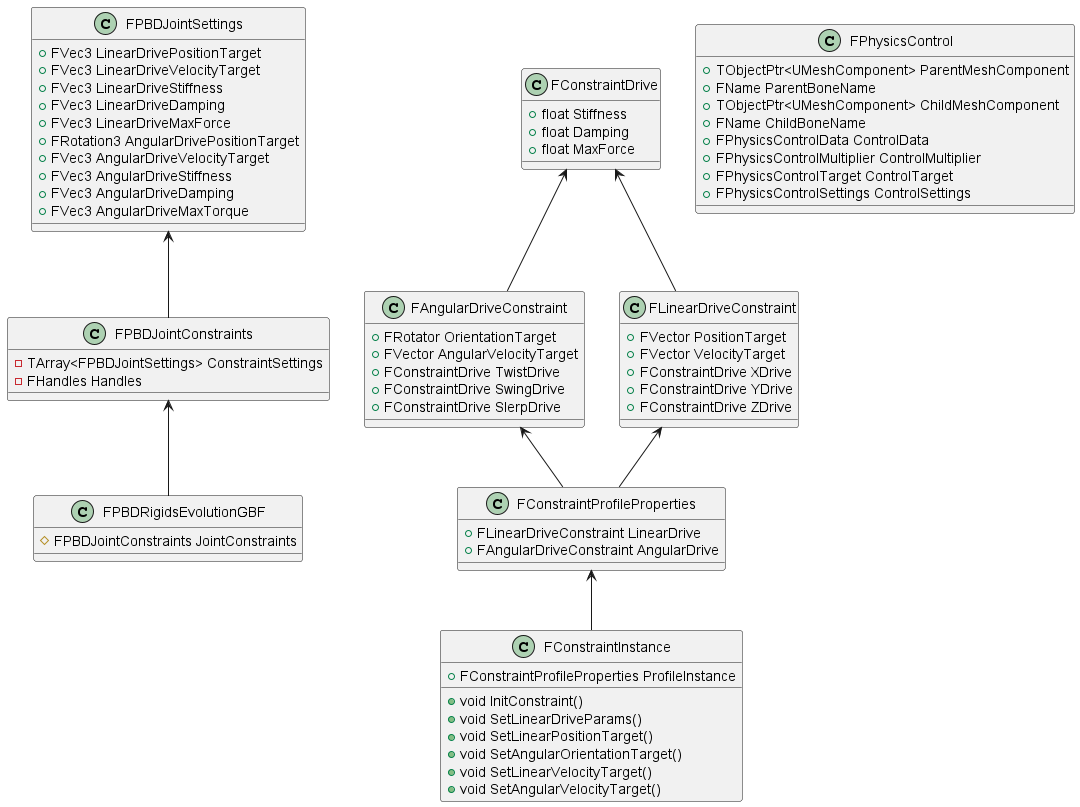 C FPBDJointSettings
FVec3 LinearDrivePositionTarget
FVec3 LinearDriveVelocityTarget
FVec3 LinearDriveStiffness
FVec3 LinearDriveDamping
FVec3 LinearDriveMaxForce
FRotation3 AngularDrivePositionTarget
FVec3 AngularDriveVelocityTarget
FVec3 AngularDriveStiffness
FVec3 AngularDriveDamping
FVec3 AngularDriveMaxTorque
C FConstraintDrive
float Stiffness
float Damping
float MaxForce
C FPhysicsControl
TObjectPtr<UMeshComponent> ParentMeshComponent
FName ParentBoneName
TObjectPtr<UMeshComponent> ChildMeshComponent
FName ChildBoneName
FPhysicsControlData ControlData
FPhysicsControlMultiplier ControlMultiplier
FPhysicsControlTarget ControlTarget
FPhysicsControlSettings ControlSettings
C FPBDJointConstraints
TArray<FPBDJointSettings> ConstraintSettings
FHandles Handles
C FAngularDriveConstraint
FRotator OrientationTarget
FVector AngularVelocityTarget
FConstraintDrive TwistDrive
FConstraintDrive SwingDrive
FConstraintDrive SlerpDrive
C FLinearDriveConstraint
FVector PositionTarget
FVector VelocityTarget
FConstraintDrive XDrive
FConstraintDrive YDrive
FConstraintDrive ZDrive
C FPBDRigidsEvolutionGBF
FPBDJointConstraints JointConstraints
C FConstraintProfileProperties
FLinearDriveConstraint LinearDrive
FAngularDriveConstraint AngularDrive
C FConstraintInstance
FConstraintProfileProperties ProfileInstance
void InitConstraint()
void SetLinearDriveParams()
void SetLinearPositionTarget()
void SetAngularOrientationTarget()
void SetLinearVelocityTarget()
void SetAngularVelocityTarget()